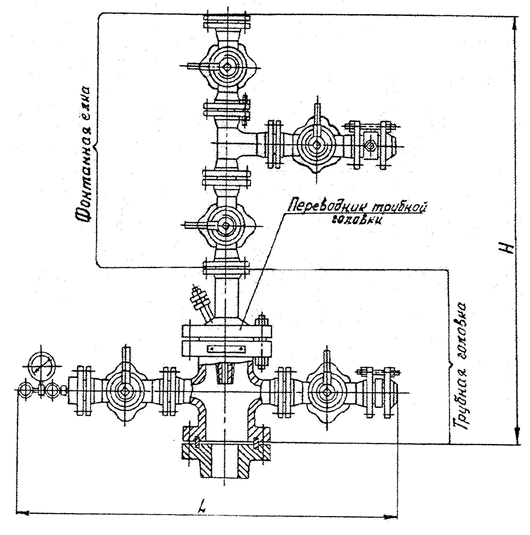 Фонтанная ёлка
Переводник трубной
головки
H
Трубная головка
L